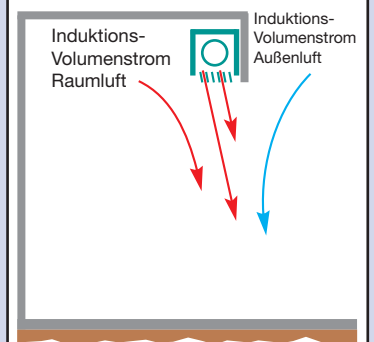 Induktions-
Volumenstrom
Raumluft
Induktions-
Volumenstrom
Außenluft